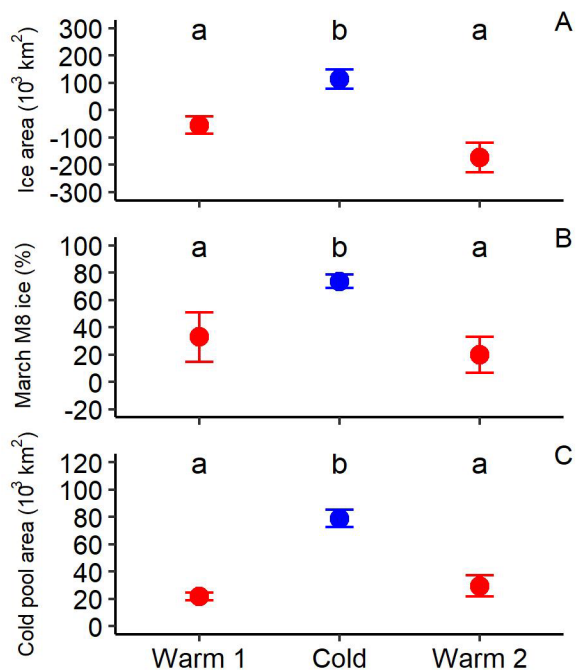 A
a b a
Ice area (10³ km²)
300
200
100
0
-100
-200
-300
B
a b a
March M8 ice (%)
100
80
60
40
20
0
-20
C
a b a
Cold pool area (10³ km²)
120
100
80
60
40
20
0
Warm 1 Cold Warm 2